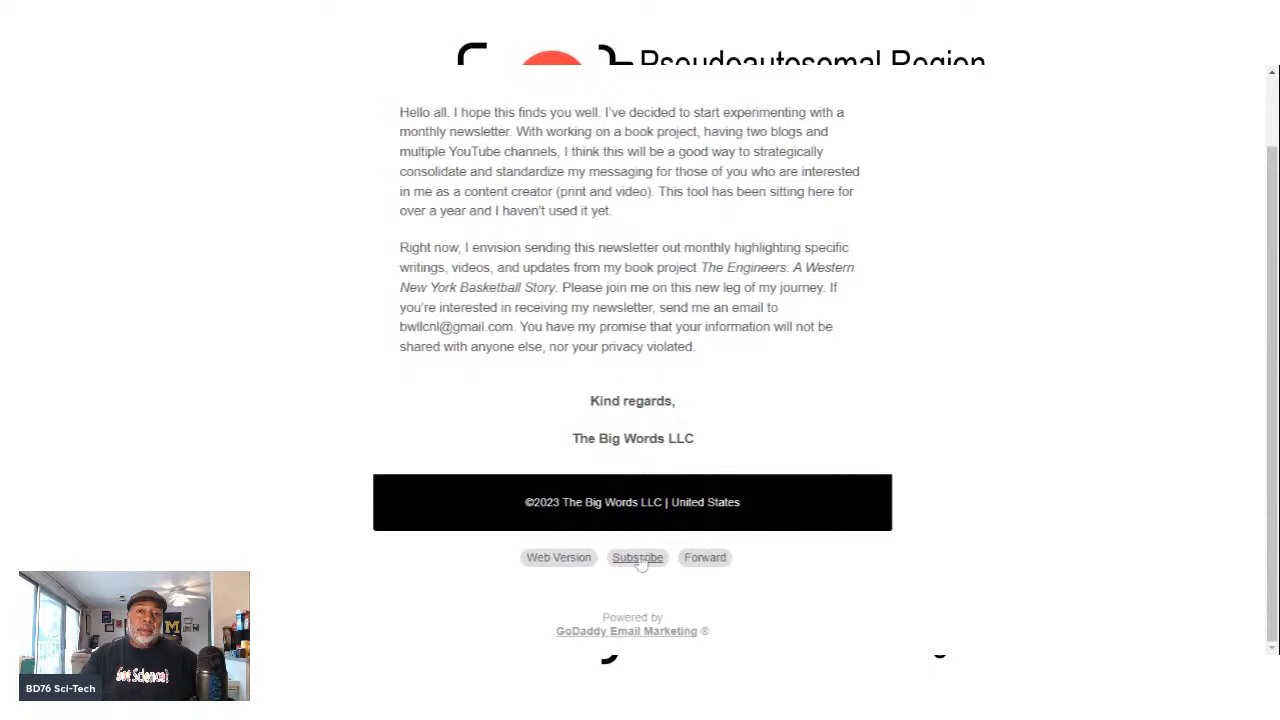 Pseudoautosomal Region
Hello all. I hope this finds you well. I've decided to start experimenting with a
monthly newsletter. With working on a book project, having two blogs and
multiple YouTube channels, I think this will be a good way to strategically
consolidate and standardize my messaging for those of you who are interested
in me as a content creator (print and video). This tool has been sitting here for
over a year and I haven't used it yet.
Right now, I envision sending this newsletter out monthly highlighting specific
writings, videos, and updates from my book project The Engineers: A Western
New York Basketball Story. Please join me on this new leg of my journey. If
you're interested in receiving my newsletter, send me an email to
bwllcnl@gmail.com. You have my promise that your information will not be
shared with anyone else, nor your privacy violated.
Kind regards,
The Big Words LLC
©2023 The Big Words LLC | United States
Web Version Subscribe Forward
Powered by
GoDaddy Email Marketing ®
M
Got Science?
BD76 Sci-Tech